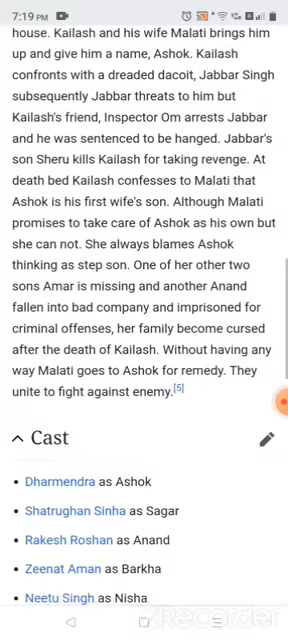 7:19 PM
house. Kailash and his wife Malati brings him
up and give him a name, Ashok. Kailash
confronts with a dreaded dacoit, Jabbar Singh
subsequently Jabbar threats to him but
Kailash's friend, Inspector Om arrests Jabbar
and he was sentenced to be hanged. Jabbar's
son Sheru kills Kailash for taking revenge. At
death bed Kailash confesses to Malati that
Ashok is his first wife's son. Although Malati
promises to take care of Ashok as his own but
she can not. She always blames Ashok
thinking as step son. One of her other two
sons Amar is missing and another Anand
fallen into bad company and imprisoned for
criminal offenses, her family become cursed
after the death of Kailash. Without having any
way Malati goes to Ashok for remedy. They
unite to fight against enemy.[5]
Cast
• Dharmendra as Ashok
• Shatrughan Sinha as Sagar
• Rakesh Roshan as Anand
• Zeenat Aman as Barkha
• Neetu Singh as Nisha
XRecorder